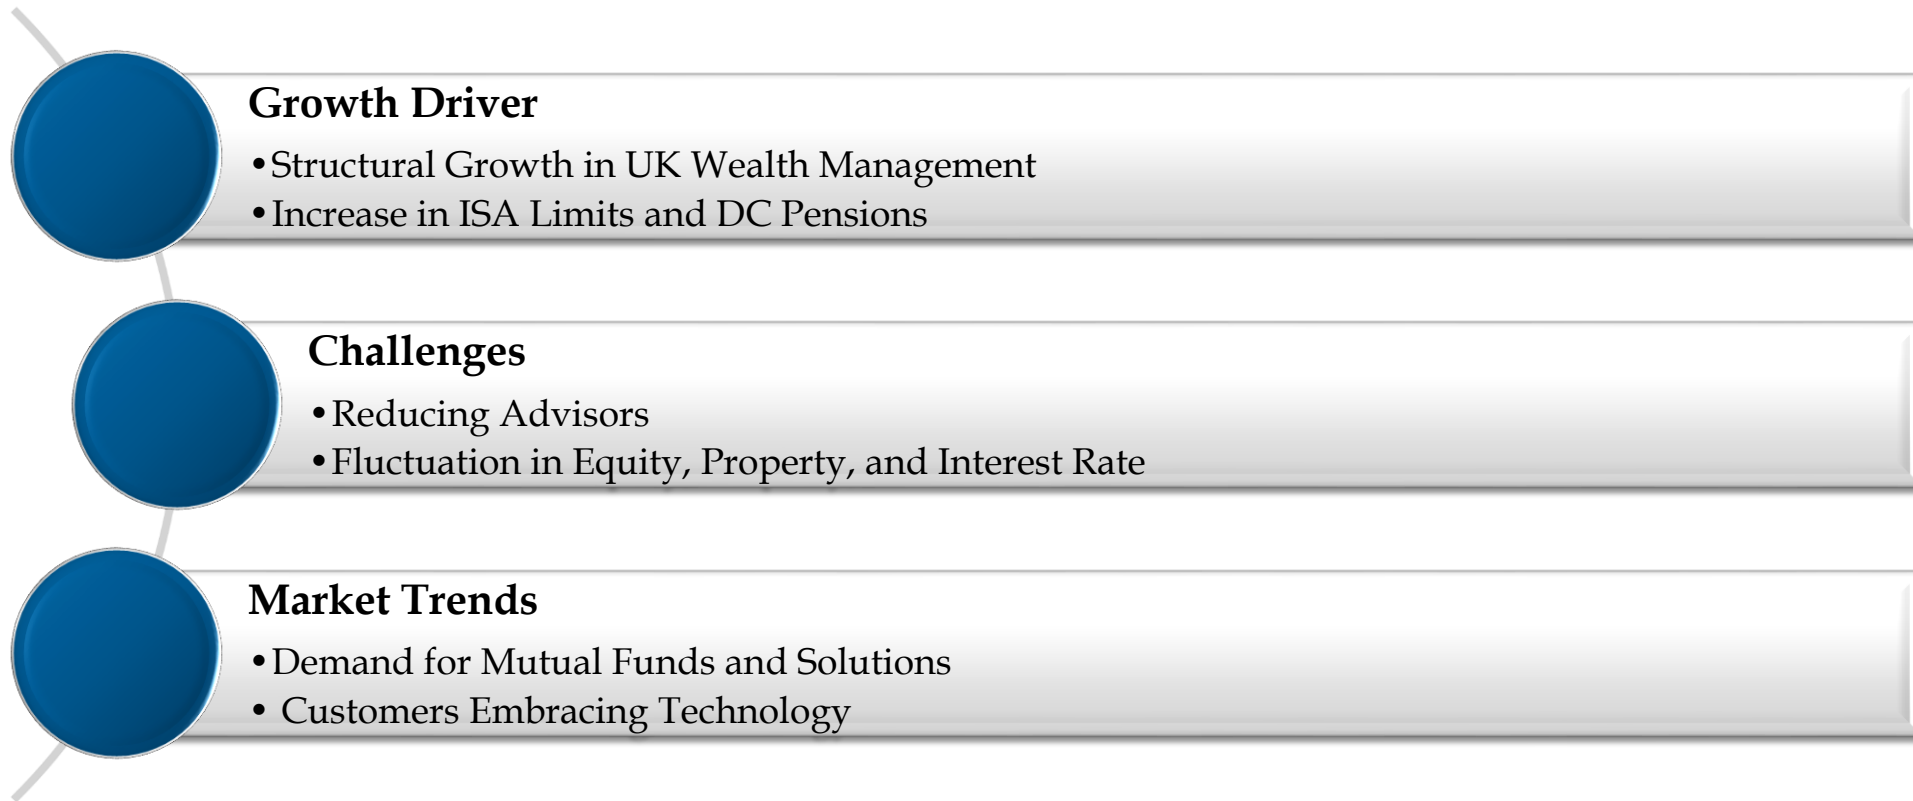 Growth Driver
•Structural Growth in UK Wealth Management
•Increase in ISA Limits and DC Pensions
Challenges
•Reducing Advisors
•Fluctuation in Equity, Property, and Interest Rate
Market Trends
•Demand for Mutual Funds and Solutions
• Customers Embracing Technology